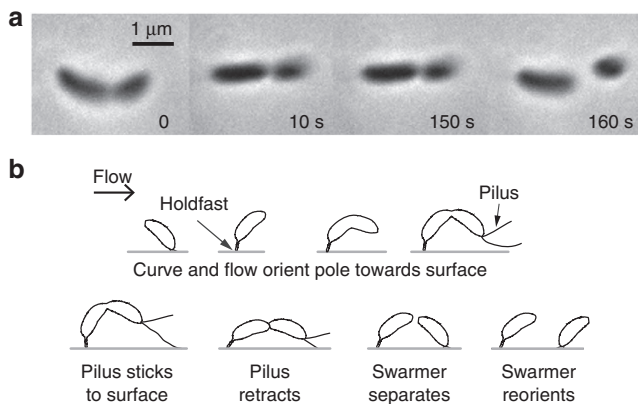 a
1 μm
0
10 s
150 s
160 s
b
Flow
Holdfast
Pilus
Curve and flow orient pole towards surface
Pilus sticks
to surface
Pilus
retracts
Swarmer
separates
Swarmer
reorients